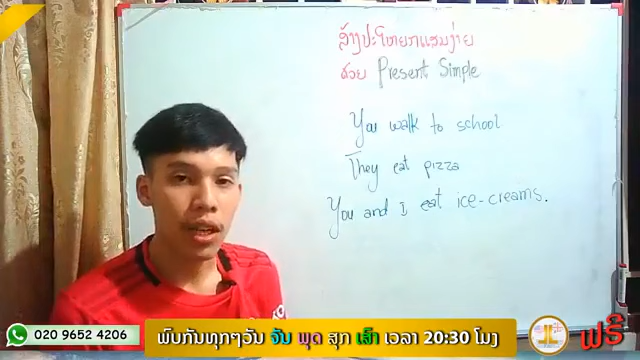 ສ້າງປະໂຫຍກແສນງ່າຍ
ດ້ວຍ Present Simple
You walk to school
They eat pizza
You and I eat ice-creams.
020 9652 4206
ພົບກັນທຸກໆວັນ ຈັນ ພຸດ ສຸກ ເສົາ ເວລາ 20:30 ໂມງ
ຟຣີ